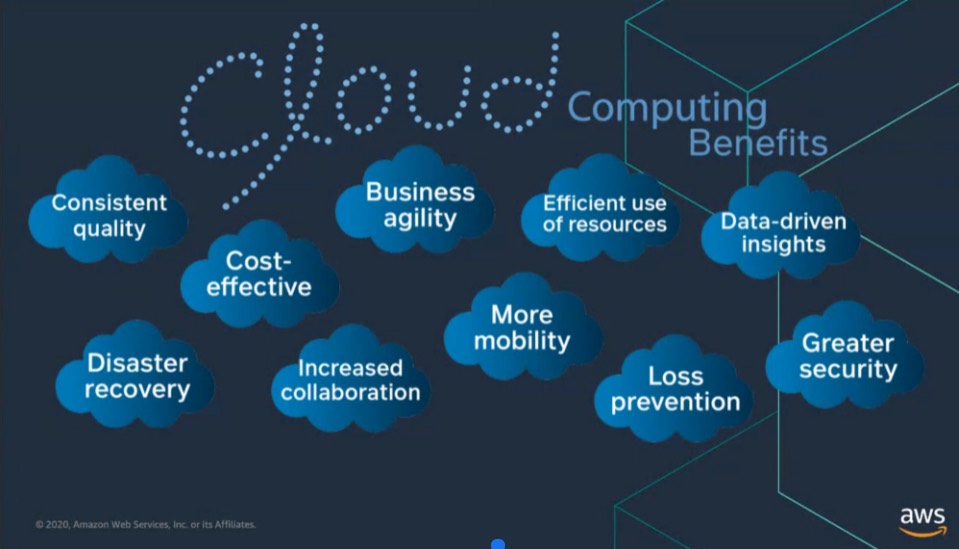 Cloud Computing
Benefits
Consistent
quality
Cost-
effective
Business
agility
Efficient use
of resources
Data-driven
insights
Disaster
recovery
Increased
collaboration
More
mobility
Loss
prevention
Greater
security
© 2020, Amazon Web Services, Inc. or its Affiliates.
aws